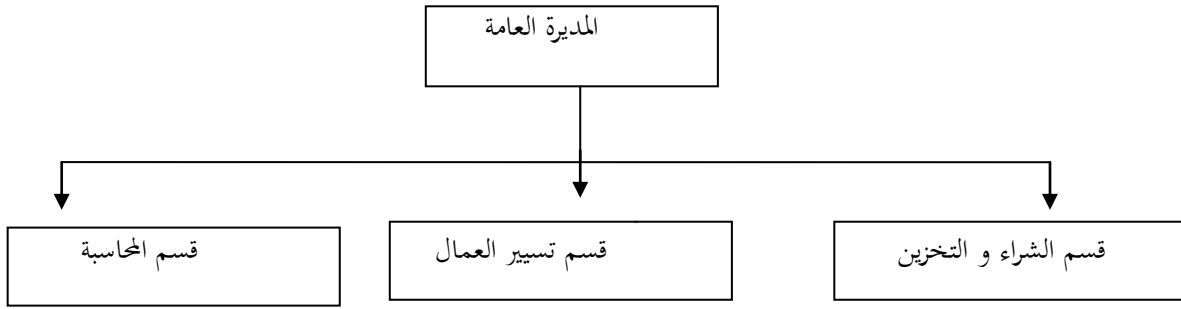 المديرة العامة
قسم الشراء و التخزين
قسم تسيير العمال
قسم المحاسبة